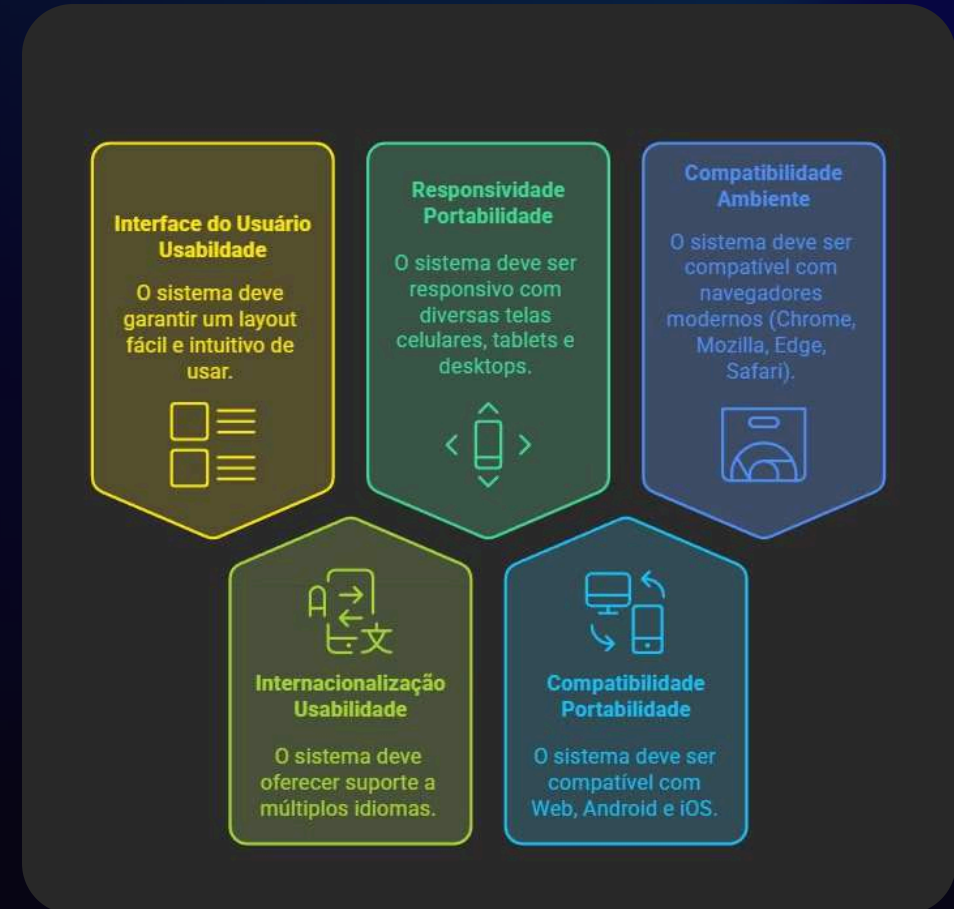 Interface do Usuário
Usabildade
O sistema deve
garantir um layout
fácil e intuitivo de
usar.
Responsividade
Portabilidade
O sistema deve ser
responsivo com
diversas telas
celulares, tablets e
desktops.
Compatibilidade
Ambiente
O sistema deve ser
compatível com
navegadores
modernos (Chrome,
Mozilla, Edge,
Safari).
Internacionalização
Usabilidade
O sistema deve
oferecer suporte a
múltiplos idiomas.
Compatibilidade
Portabilidade
O sistema deve ser
compatível com
Web, Android e iOS.